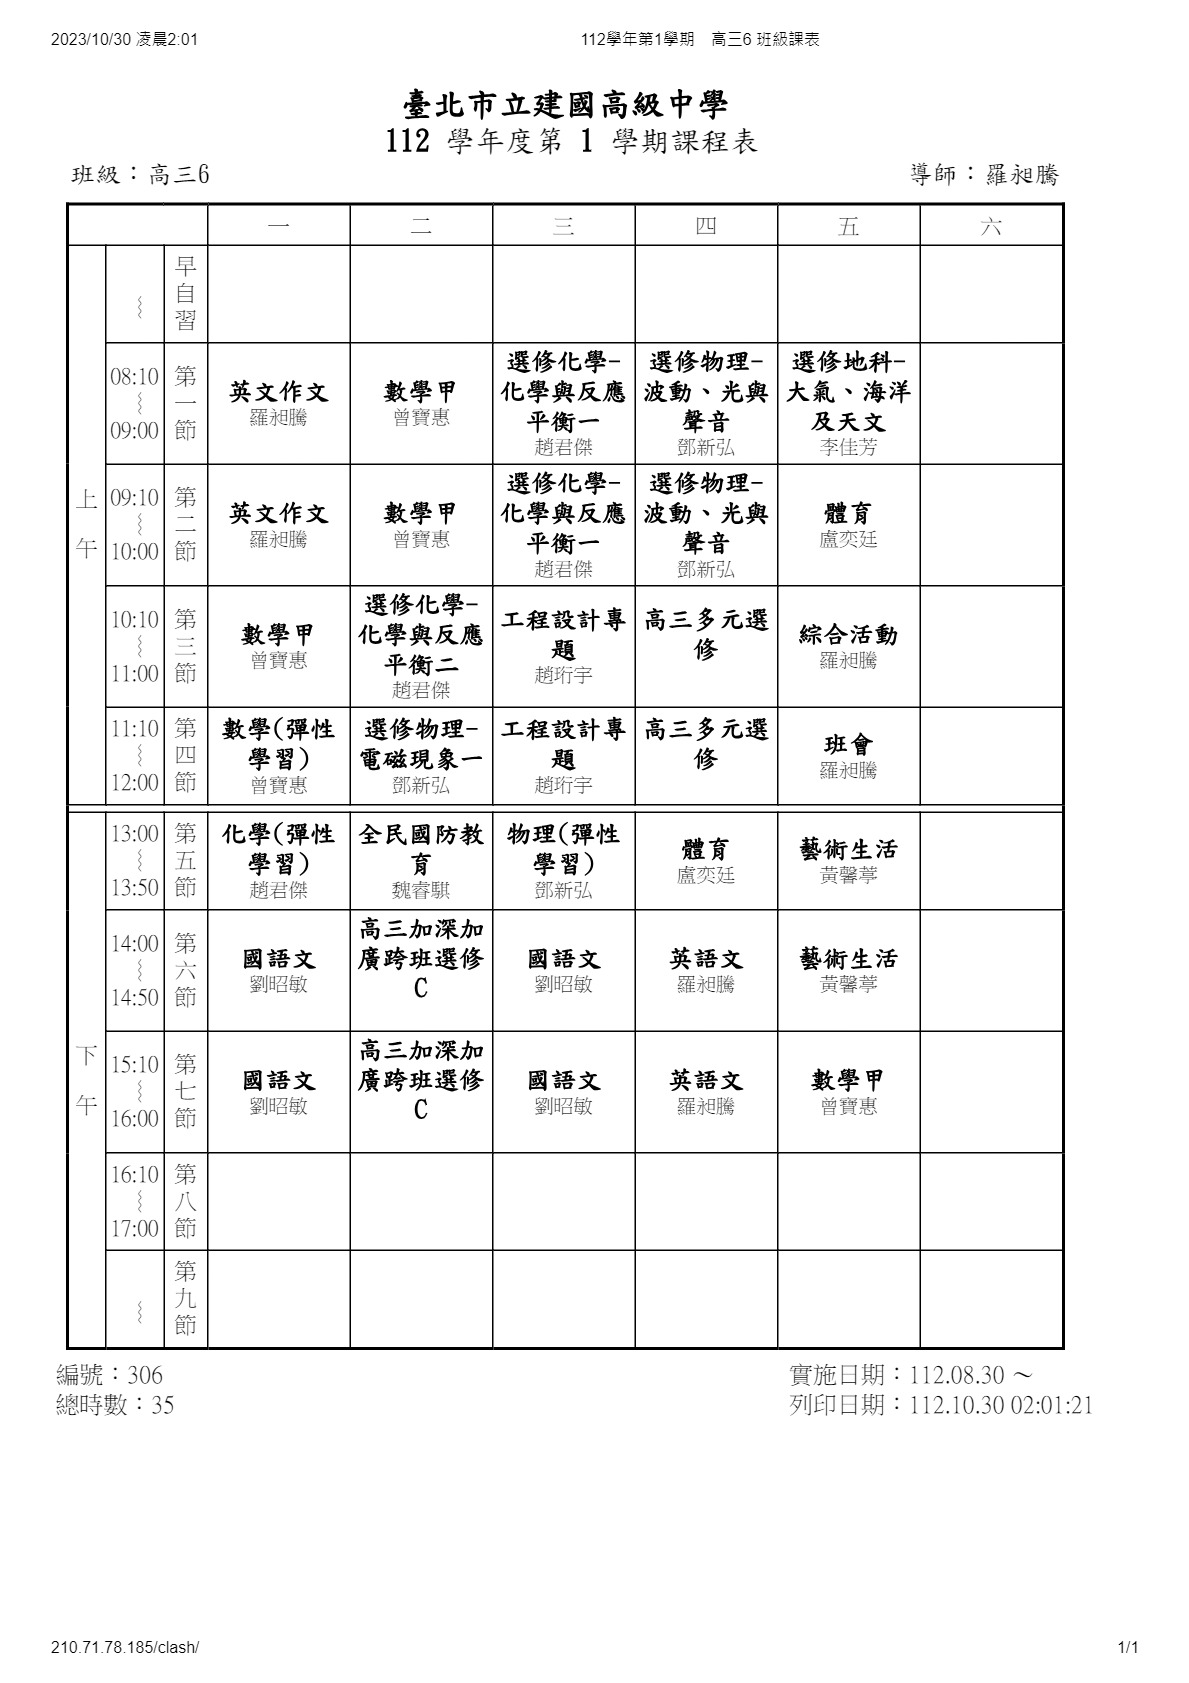 2023/10/30 凌晨2:01
112學年第1學期　高三6 班級課表
臺北市立建國高級中學
112 學年度第 1 學期課程表
班級：高三6
導師：羅昶騰
一
二
三
四
五
六
上
午
～
早
自
習
08:10
～
09:00
第
一
節
英文作文
羅昶騰
數學甲
曾寶惠
選修化學-
化學與反應
平衡一
趙君傑
選修物理-
波動、光與
聲音
鄧新弘
選修地科-
大氣、海洋
及天文
李佳芳
09:10
～
10:00
第
二
節
英文作文
羅昶騰
數學甲
曾寶惠
選修化學-
化學與反應
平衡一
趙君傑
選修物理-
波動、光與
聲音
鄧新弘
體育
盧奕廷
10:10
～
11:00
第
三
節
數學甲
曾寶惠
選修化學-
化學與反應
平衡二
趙君傑
工程設計專
題
趙珩宇
高三多元選
修
綜合活動
羅昶騰
11:10
～
12:00
第
四
節
數學(彈性
學習)
曾寶惠
選修物理-
電磁現象一
鄧新弘
工程設計專
題
趙珩宇
高三多元選
修
班會
羅昶騰
下
午
13:00
～
13:50
第
五
節
化學(彈性
學習)
趙君傑
全民國防教
育
魏睿騏
物理(彈性
學習)
鄧新弘
體育
盧奕廷
藝術生活
黃馨葶
14:00
～
14:50
第
六
節
國語文
劉昭敏
高三加深加
廣跨班選修
C
國語文
劉昭敏
英語文
羅昶騰
藝術生活
黃馨葶
15:10
～
16:00
第
七
節
國語文
劉昭敏
高三加深加
廣跨班選修
C
國語文
劉昭敏
英語文
羅昶騰
數學甲
曾寶惠
16:10
～
17:00
第
八
節
～
第
九
節
編號：306
總時數：35
實施日期：112.08.30 ～
列印日期：112.10.30 02:01:21
210.71.78.185/clash/
1/1